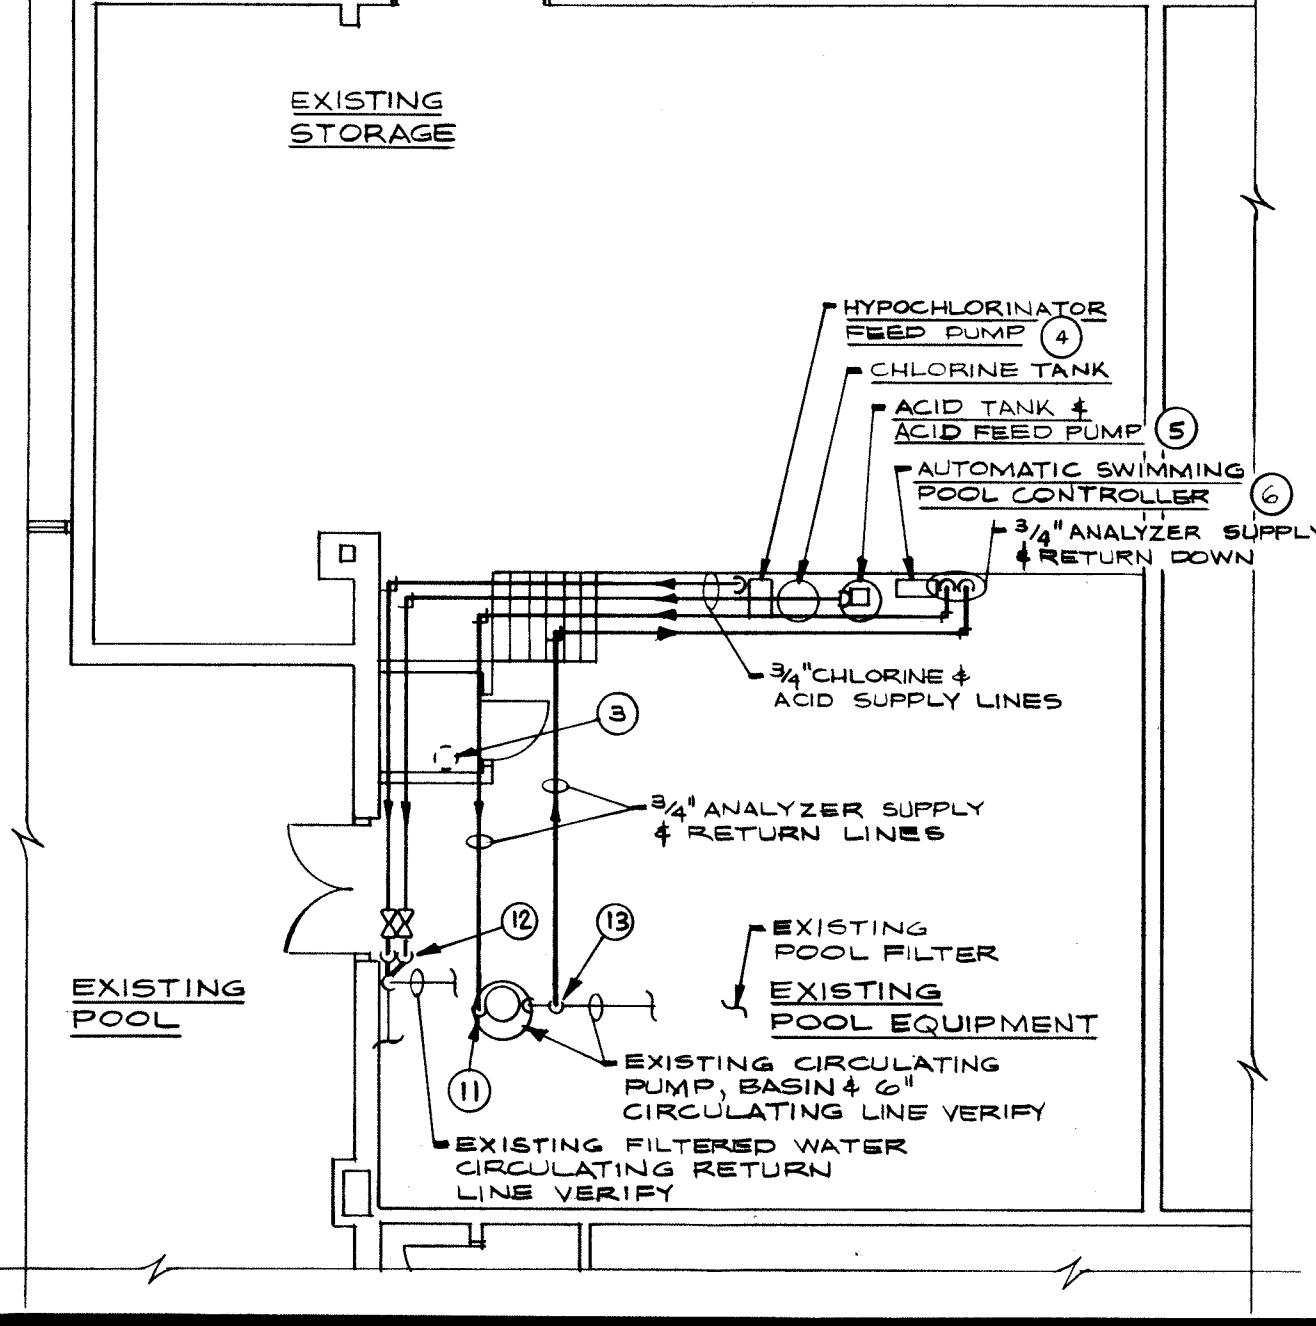 EXISTING
STORAGE
HYPOCHLORINATOR
FEED PUMP 4
CHLORINE TANK
ACID TANK &
ACID FEED PUMP 5
AUTOMATIC SWIMMING
POOL CONTROLLER 6
3/4" ANALYZER SUPPLY
& RETURN DOWN
3/4" CHLORINE &
ACID SUPPLY LINES
3
3/4" ANALYZER SUPPLY
& RETURN LINES
12
13
EXISTING
POOL FILTER
EXISTING
POOL
EXISTING
POOL EQUIPMENT
11
EXISTING CIRCULATING
PUMP, BASIN & 6"
CIRCULATING LINE VERIFY
EXISTING FILTERED WATER
CIRCULATING RETURN
LINE VERIFY